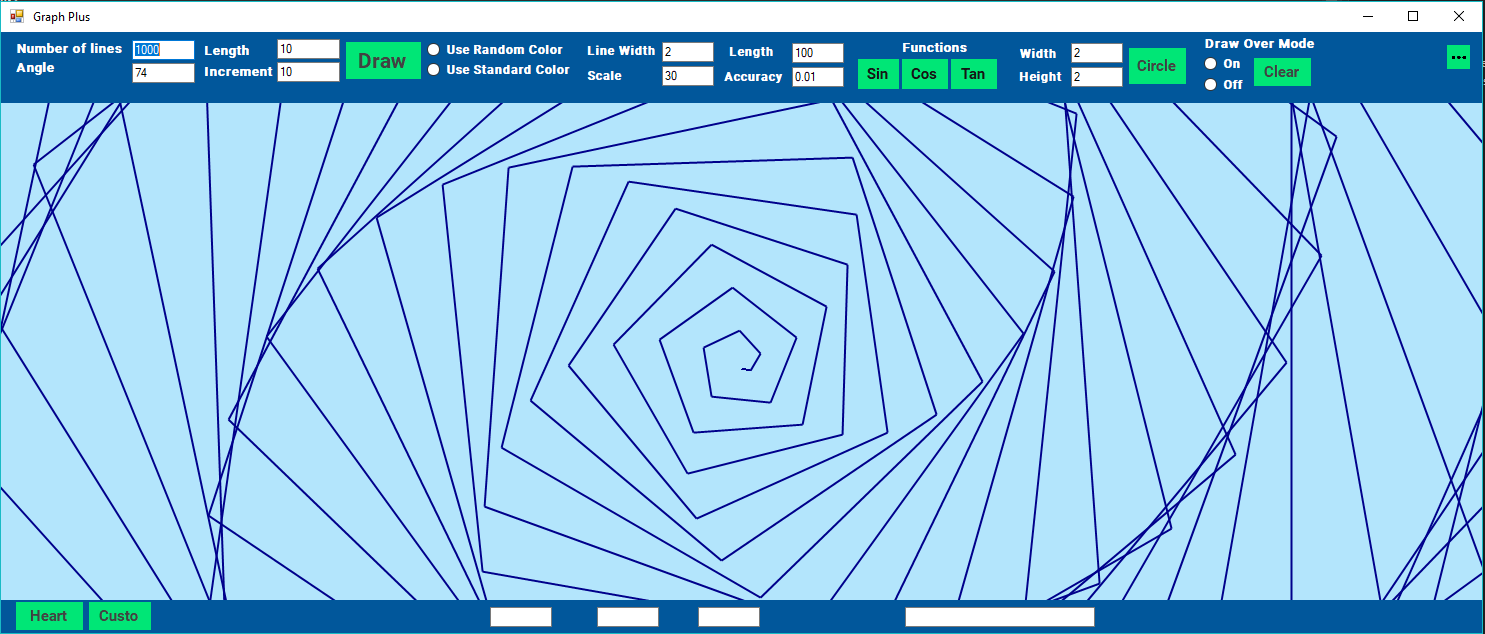 Graph Plus
Number of lines 1000
Angle 74
Length 10
Increment 10
Draw
Use Random Color
Use Standard Color
Line Width 2
Scale 30
Length 100
Accuracy 0.01
Functions
Sin Cos Tan
Width 2
Height 2
Circle
Draw Over Mode
On
Off
Clear
...
Heart Custo